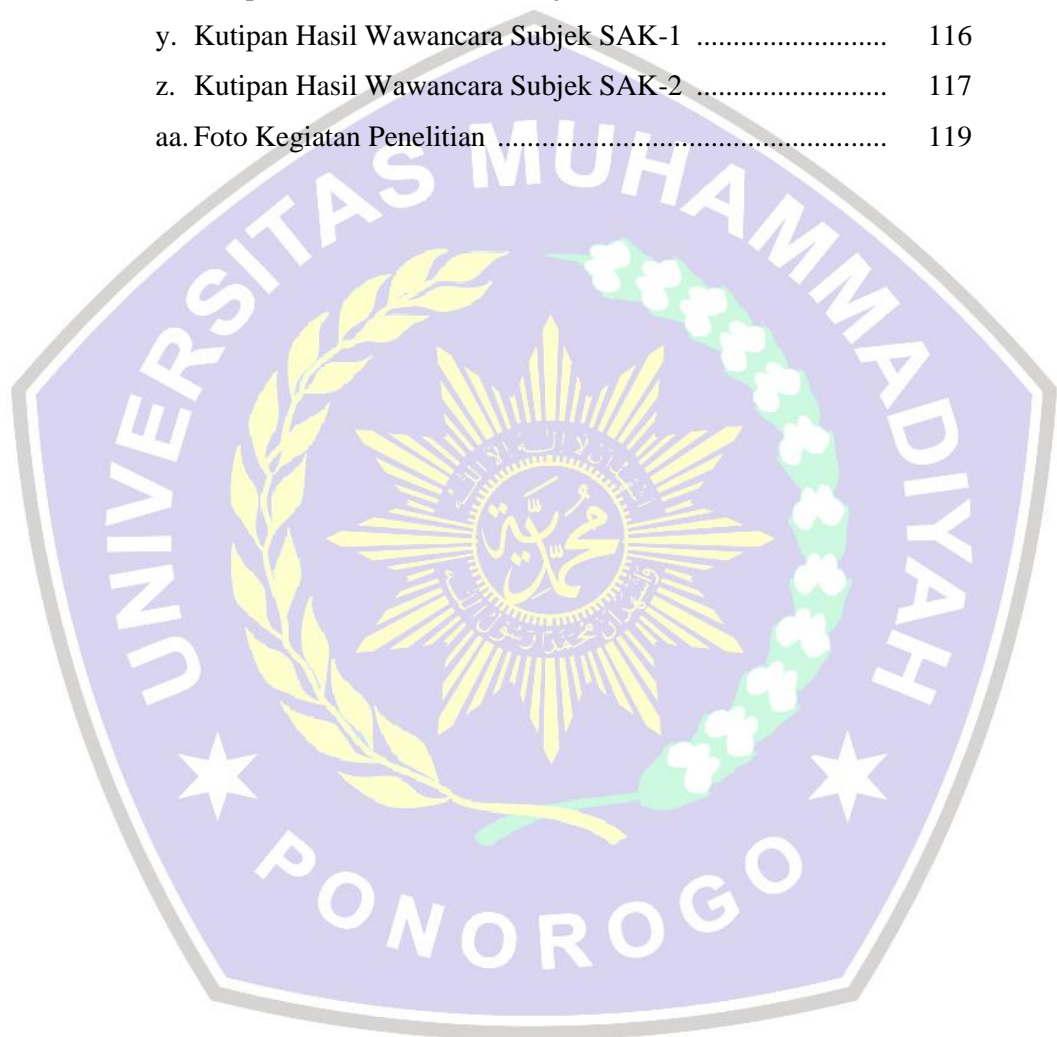 y. Kutipan Hasil Wawancara Subjek SAK-1 ........................... 116
z. Kutipan Hasil Wawancara Subjek SAK-2 ........................... 117
aa. Foto Kegiatan Penelitian ..................................................... 119
UNIVERSITAS MUHAMMADIYAH
PONOROGO
محمدية